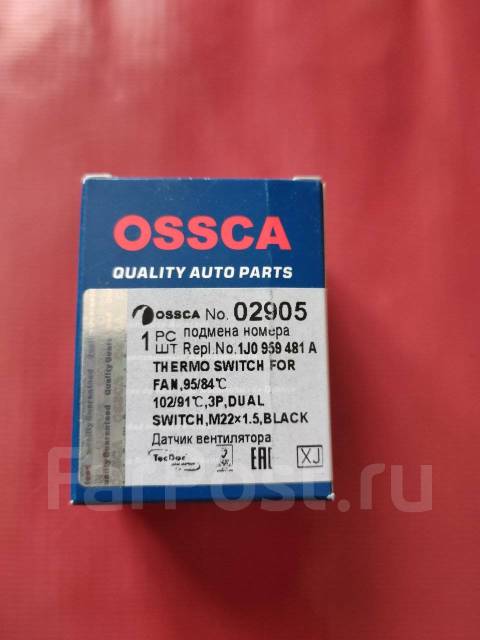 OSSCA
QUALITY AUTO PARTS
OSSCA No. 02905
1 PC подмена номера
ШТ Repl.No.1J0 959 481 A
THERMO SWITCH FOR
FAN,95/84℃
102/91℃,3P,DUAL
SWITCH,M22×1.5,BLACK
Датчик вентилятора
TecDoc EAC XJ
Quality Guaranteed
FarPost.ru